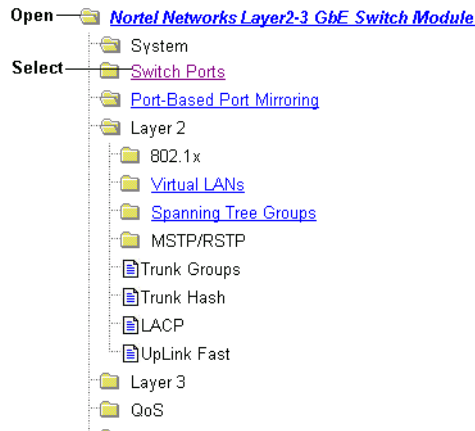 Open Nortel Networks Layer2-3 GbE Switch Module
System
Select Switch Ports
Port-Based Port Mirroring
Layer 2
802.1x
Virtual LANs
Spanning Tree Groups
MSTP/RSTP
Trunk Groups
Trunk Hash
LACP
UpLink Fast
Layer 3
QoS